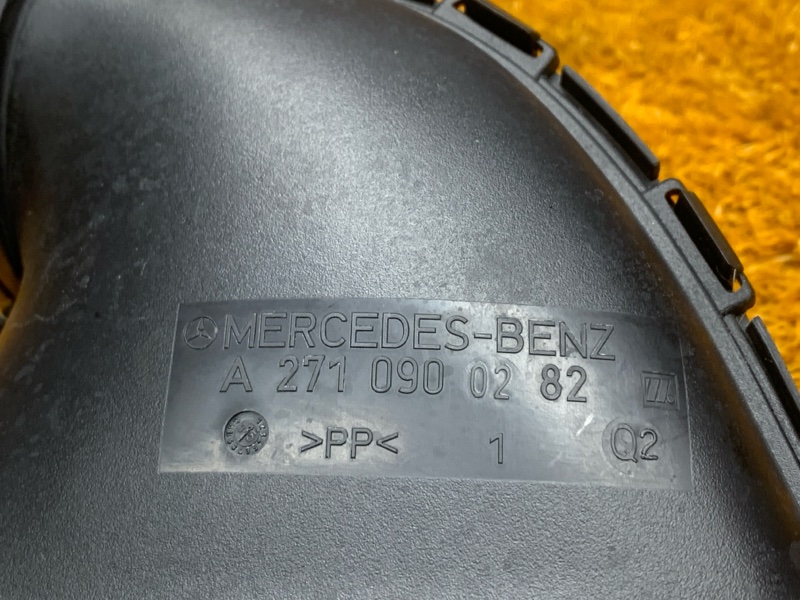 MERCEDES-BENZ
A 271 090 02 82
>PP< 1 Q2